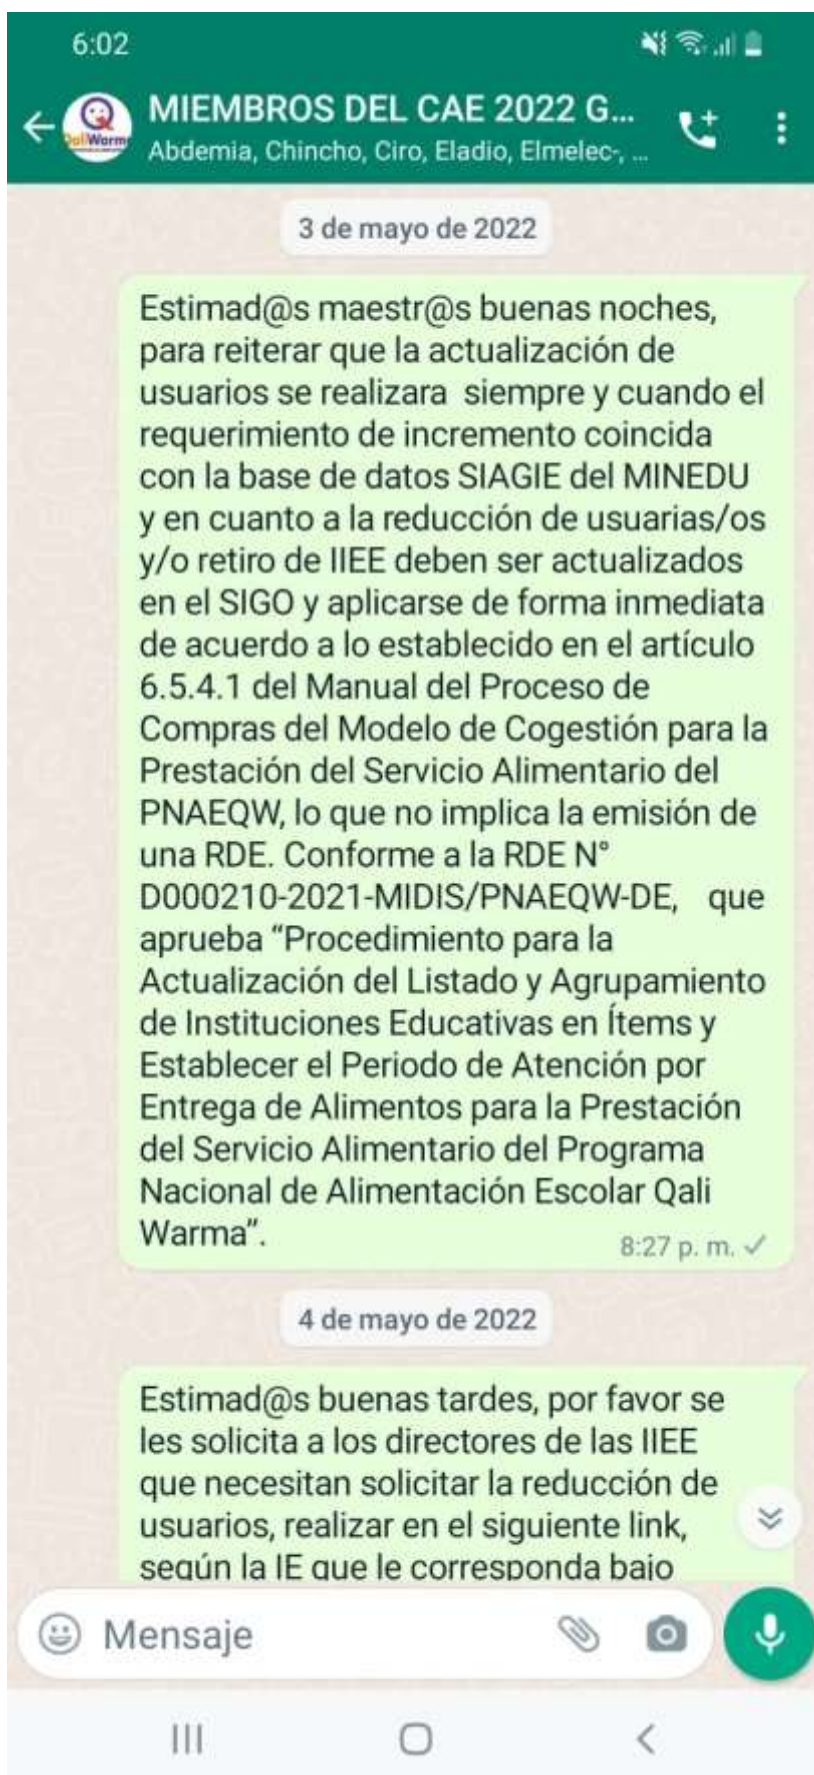 6:02
MIEMBROS DEL CAE 2022 G...
Abdemia, Chincho, Ciro, Eladio, Elmelec-, ...
3 de mayo de 2022
Estimad@s maestr@s buenas noches,
para reiterar que la actualización de
usuarios se realizara  siempre y cuando el
requerimiento de incremento coincida
con la base de datos SIAGIE del MINEDU
y en cuanto a la reducción de usuarias/os
y/o retiro de IIEE deben ser actualizados
en el SIGO y aplicarse de forma inmediata
de acuerdo a lo establecido en el artículo
6.5.4.1 del Manual del Proceso de
Compras del Modelo de Cogestión para la
Prestación del Servicio Alimentario del
PNAEQW, lo que no implica la emisión de
una RDE. Conforme a la RDE N°
D000210-2021-MIDIS/PNAEQW-DE,   que
aprueba “Procedimiento para la
Actualización del Listado y Agrupamiento
de Instituciones Educativas en Ítems y
Establecer el Periodo de Atención por
Entrega de Alimentos para la Prestación
del Servicio Alimentario del Programa
Nacional de Alimentación Escolar Qali
Warma”.
8:27 p. m.
4 de mayo de 2022
Estimad@s buenas tardes, por favor se
les solicita a los directores de las IIEE
que necesitan solicitar la reducción de
usuarios, realizar en el siguiente link,
según la IE que le corresponda bajo
Mensaje